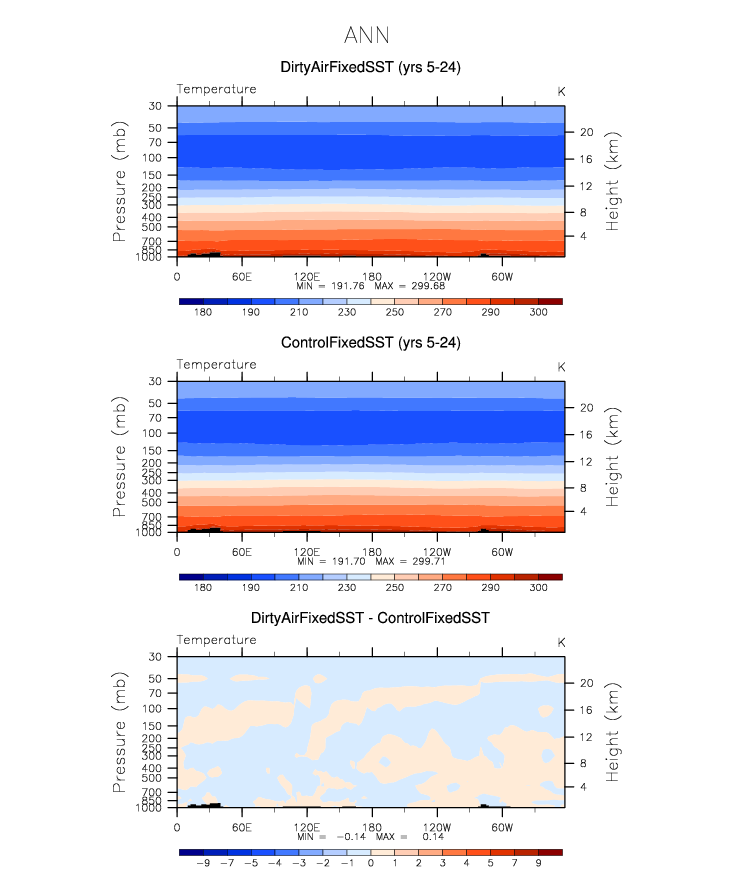 ANN
DirtyAirFixedSST (yrs 5-24)
Temperature K
Pressure (mb)
30
50
70
100
150
200
250
300
400
500
700
850
1000
Height (km)
20
16
12
8
4
0 60E 120E 180 120W 60W
MIN = 191.76 MAX = 299.68
180 190 210 230 250 270 290 300
ControlFixedSST (yrs 5-24)
Temperature K
Pressure (mb)
30
50
70
100
150
200
250
300
400
500
700
850
1000
Height (km)
20
16
12
8
4
0 60E 120E 180 120W 60W
MIN = 191.70 MAX = 299.71
180 190 210 230 250 270 290 300
DirtyAirFixedSST - ControlFixedSST
Temperature K
Pressure (mb)
30
50
70
100
150
200
250
300
400
500
700
850
1000
Height (km)
20
16
12
8
4
0 60E 120E 180 120W 60W
MIN = -0.14 MAX = 0.14
-9 -7 -5 -4 -3 -2 -1 0 1 2 3 4 5 7 9